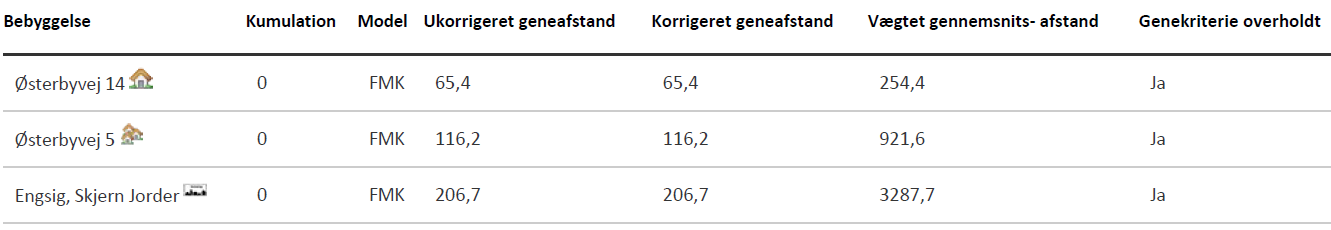 Bebyggelse Kumulation Model Ukorrigeret geneafstand Korrigeret geneafstand Vægtet gennemsnits- afstand Genekriterie overholdt
Østerbyvej 14 0 FMK 65,4 65,4 254,4 Ja
Østerbyvej 5 0 FMK 116,2 116,2 921,6 Ja
Engsig, Skjern Jorder 0 FMK 206,7 206,7 3287,7 Ja